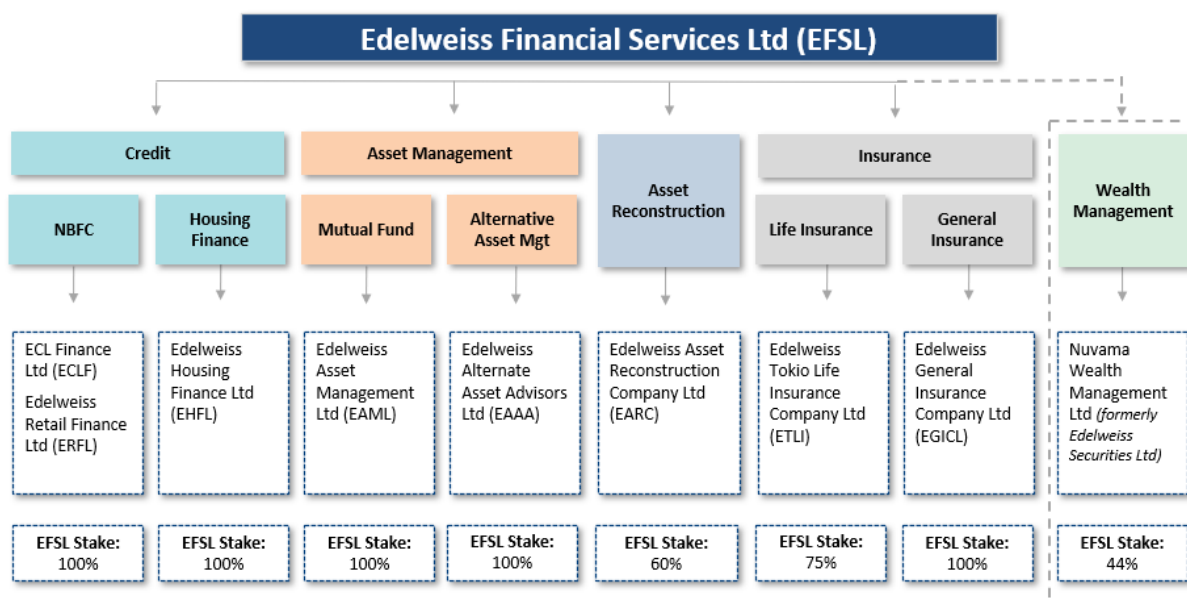 Edelweiss Financial Services Ltd (EFSL)
Credit
Asset Management
Asset
Reconstruction
Insurance
Wealth
Management
NBFC
Housing
Finance
Mutual Fund
Alternative
Asset Mgt
Life Insurance
General
Insurance
ECL Finance
Ltd (ECLF)
Edelweiss
Retail Finance
Ltd (ERFL)
Edelweiss
Housing
Finance Ltd
(EHFL)
Edelweiss
Asset
Management
Ltd (EAML)
Edelweiss
Alternate
Asset Advisors
Ltd (EAAA)
Edelweiss Asset
Reconstruction
Company Ltd
(EARC)
Edelweiss
Tokio Life
Insurance
Company Ltd
(ETLI)
Edelweiss
General
Insurance
Company Ltd
(EGICL)
Nuvama
Wealth
Management
Ltd (formerly
Edelweiss
Securities Ltd)
EFSL Stake:
100%
EFSL Stake:
100%
EFSL Stake:
100%
EFSL Stake:
100%
EFSL Stake:
60%
EFSL Stake:
75%
EFSL Stake:
100%
EFSL Stake:
44%